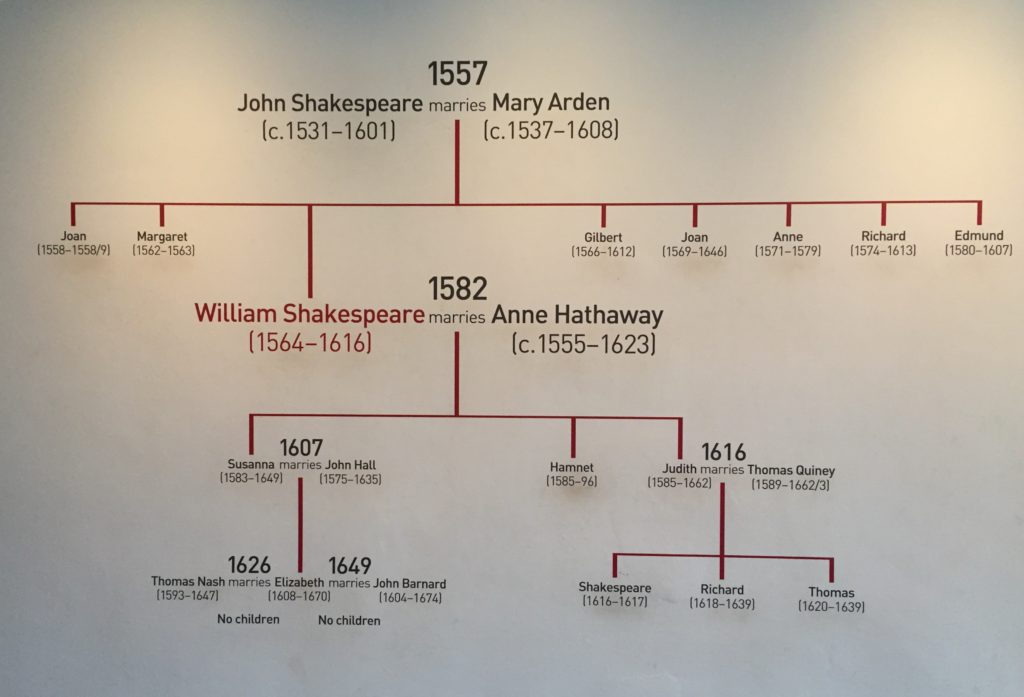 1557
John Shakespeare marries Mary Arden
(c.1531–1601) (c.1537–1608)
Joan Margaret Gilbert Joan Anne Richard Edmund
(1558–1558/9) (1562–1563) (1566–1612) (1569–1646) (1571–1579) (1574–1613) (1580–1607)
1582
William Shakespeare marries Anne Hathaway
(1564–1616) (c.1555–1623)
1607 1616
Susanna marries John Hall Hamnet Judith marries Thomas Quiney
(1583–1649) (1575–1635) (1585–96) (1585–1662) (1589–1662/3)
1626 1649
Thomas Nash marries Elizabeth marries John Barnard Shakespeare Richard Thomas
(1593–1647) (1608–1670) (1604–1674) (1616–1617) (1618–1639) (1620–1639)
No children No children